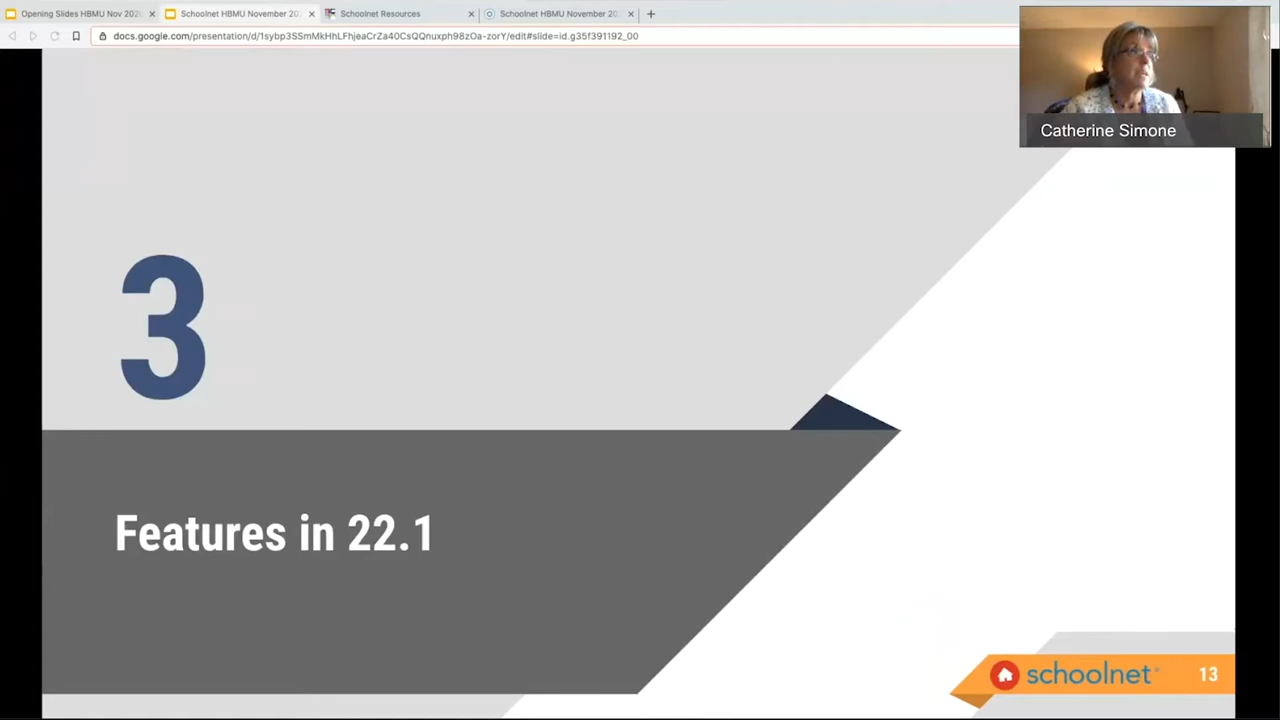 Opening Slides HBMU Nov 202
Schoolnet HBMU November 202
Schoolnet Resources
Schoolnet HBMU November 20
docs.google.com/presentation/d/1sybp3SSmMkHhLFhjeaCrZa40CsQQnuxph98zOa-zorY/edit#slide=id.g35f391192_00
Catherine Simone
3
Features in 22.1
schoolnet
13